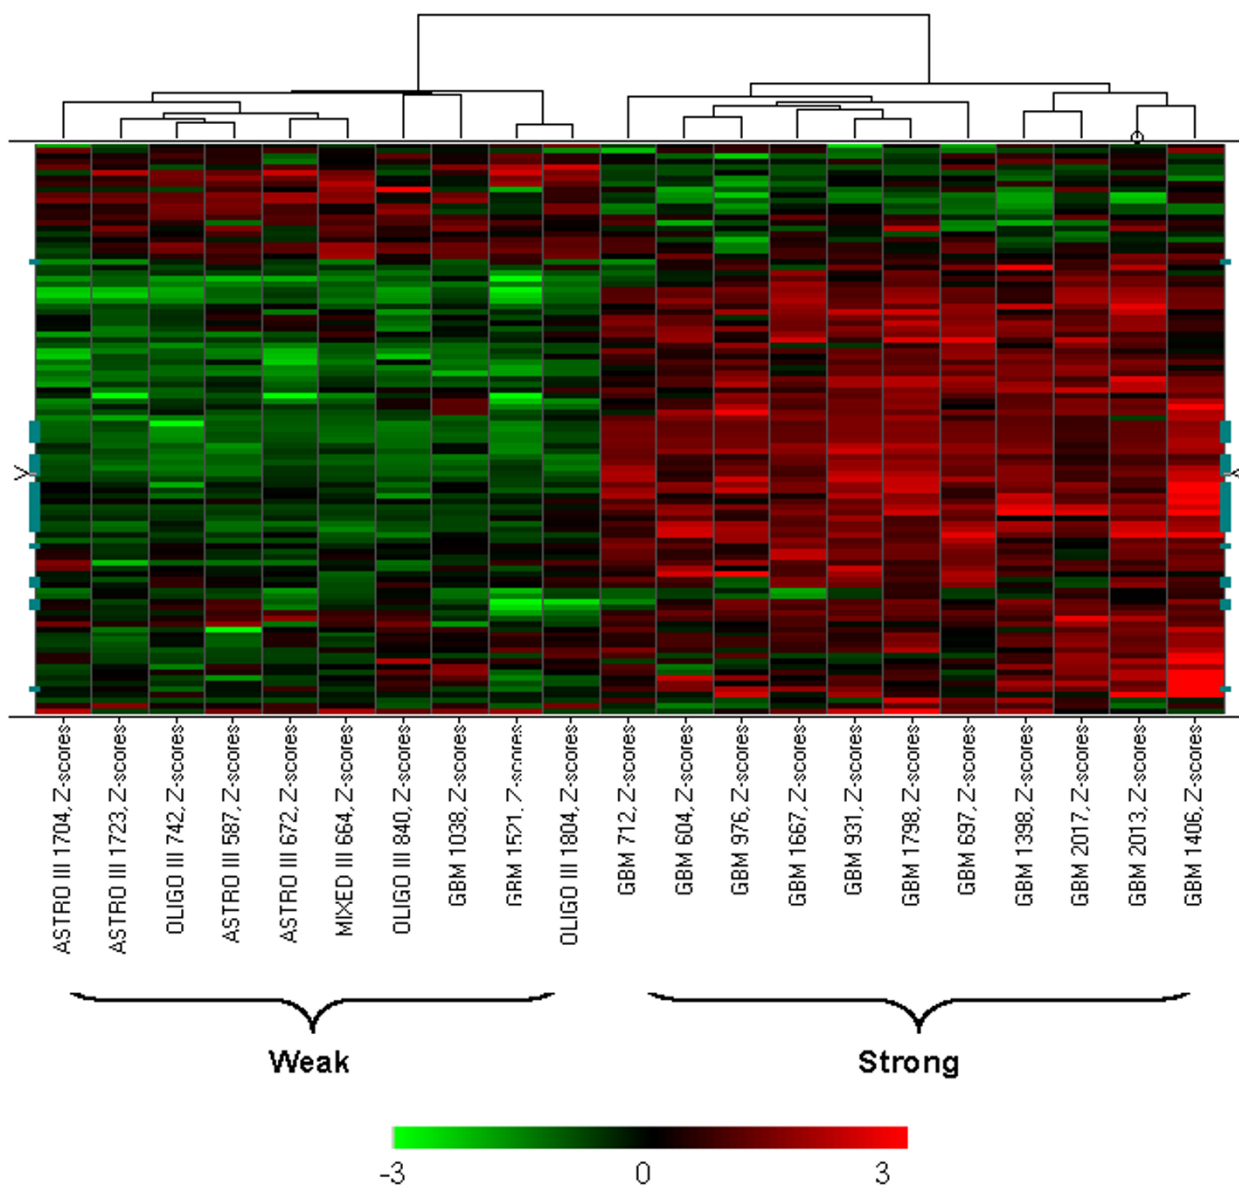 ASTRO III 1704, Z-scores
ASTRO III 1723, Z-scores
OLIGO III 742, Z-scores
ASTRO III 587, Z-scores
ASTRO III 672, Z-scores
MIXED III 664, Z-scores
OLIGO III 840, Z-scores
GBM 1038, Z-scores
GBM 1521, Z-scores
OLIGO III 1804, Z-scores
GBM 712, Z-scores
GBM 604, Z-scores
GBM 976, Z-scores
GBM 1667, Z-scores
GBM 931, Z-scores
GBM 1798, Z-scores
GBM 697, Z-scores
GBM 1398, Z-scores
GBM 2017, Z-scores
GBM 2013, Z-scores
GBM 1406, Z-scores
Weak
Strong
-3
0
3